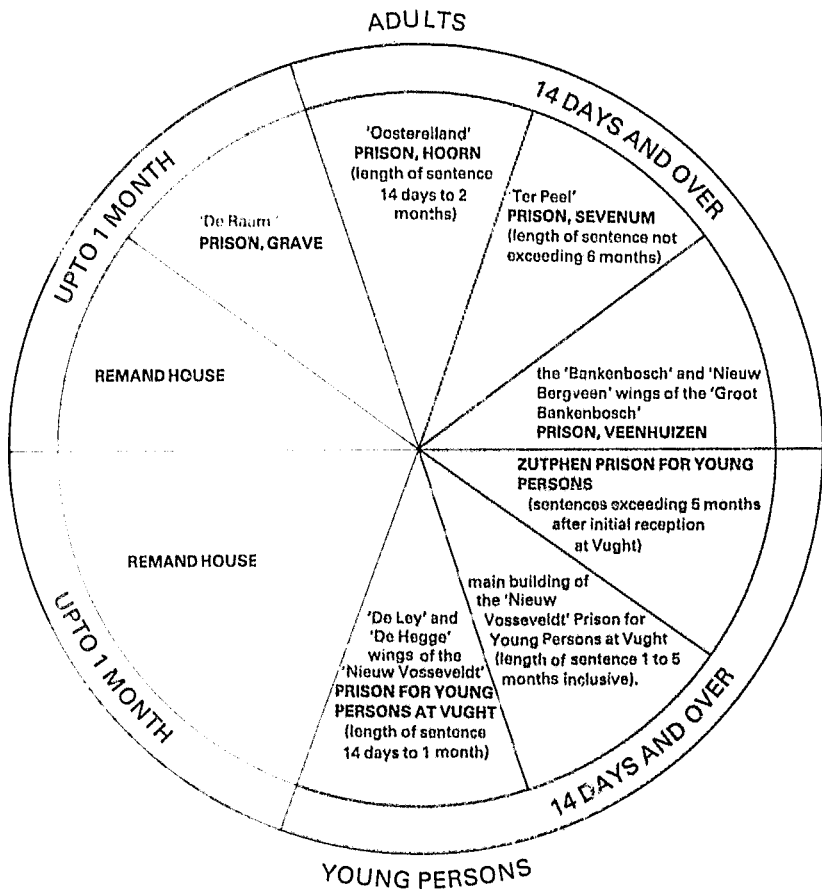 ADULTS
14 DAYS AND OVER
UPTO 1 MONTH
'Oosterelland'
PRISON, HOORN
(length of sentence
14 days to 2
months)
'Ter Peel'
PRISON, SEVENUM
(length of sentence not
exceeding 6 months)
'De Raam'
PRISON, GRAVE
REMAND HOUSE
the 'Bankenbosch' and 'Nieuw
Bergveen' wings of the 'Groot
Bankenbosch'
PRISON, VEENHUIZEN
ZUTPHEN PRISON FOR YOUNG
PERSONS
(sentences exceeding 5 months
after initial reception
at Vught)
REMAND HOUSE
main building of
the 'Nieuw
Vosseveldt' Prison for
Young Persons at Vught
(length of sentence 1 to 5
months inclusive).
'De Ley' and
'De Hegge'
wings of the
'Nieuw Vosseveldt'
PRISON FOR YOUNG
PERSONS AT VUGHT
(length of sentence
14 days to 1 month)
UPTO 1 MONTH
14 DAYS AND OVER
YOUNG PERSONS